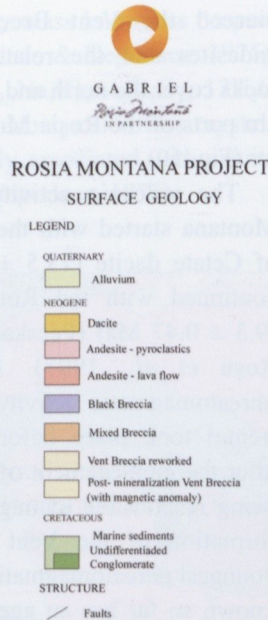 GABRIEL
Rosia Montană
IN PARTNERSHIP
ROSIA MONTANA PROJECT
SURFACE GEOLOGY
LEGEND
QUATERNARY
Alluvium
NEOGENE
Dacite
Andesite - pyroclastics
Andesite - lava flow
Black Breccia
Mixed Breccia
Vent Breccia rewoked
Post- mineralization Vent Breccia
(with magnetic anomaly)
CRETACEOUS
Marine sediments
Undifferentiaded
Conglomerate
STRUCTURE
Faults